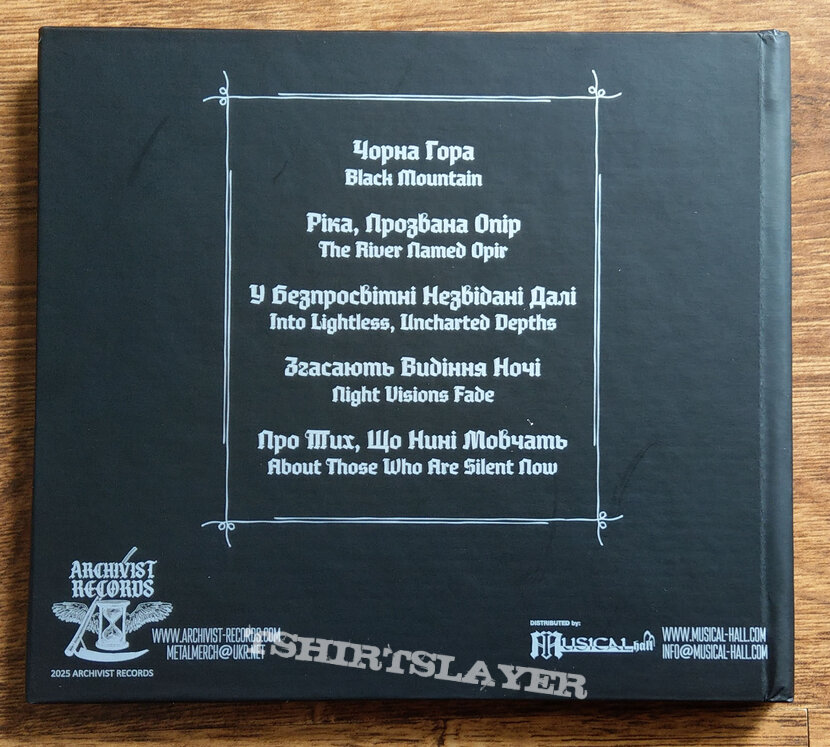 Чорна Гора
Black Mountain
Ріка, Прозвана Опір
The River Named Opir
У Безпросвітні Незвідані Далі
Into Lightless, Uncharted Depths
Згасають Видіння Ночі
Night Visions Fade
Про Тих, Що Нині Мовчать
About Those Who Are Silent Now
ARCHIVIST
RECORDS
WWW.ARCHIVIST-RECORDS.COM
METALMERCH@UKR.NET
2025 ARCHIVIST RECORDS
DISTRIBUTED by:
MUSICAL hall
WWW.MUSICAL-HALL.COM
INFO@MUSICAL-HALL.COM
TSHIRTSLAYER